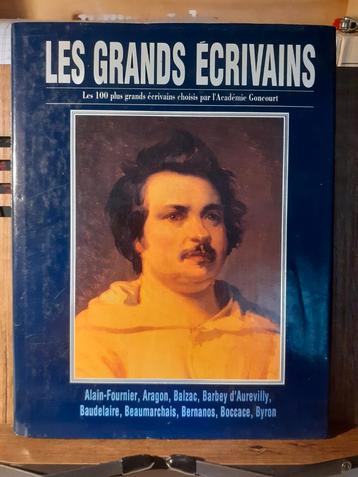 LES GRANDS ÉCRIVAINS
Les 100 plus grands écrivains choisis par l'Académie Goncourt
Alain-Fournier, Aragon, Balzac, Barbey d'Aurevilly,
Baudelaire, Beaumarchais, Bernanos, Boccace, Byron